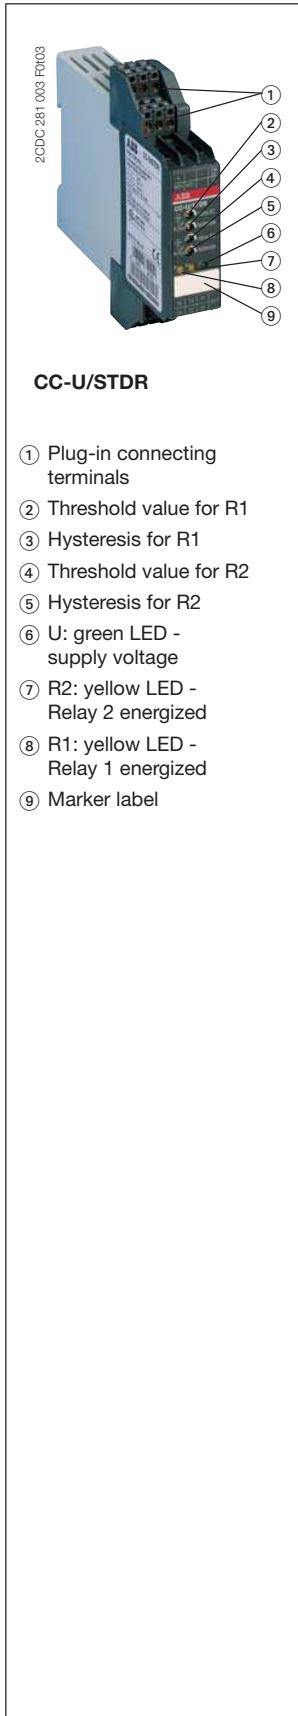 2CDC 281 003 F0t03
ABB
①
②
③
④
⑤
⑥
⑦
⑧
⑨
CC-U/STDR
① Plug-in connecting
terminals
② Threshold value for R1
③ Hysteresis for R1
④ Threshold value for R2
⑤ Hysteresis for R2
⑥ U: green LED -
supply voltage
⑦ R2: yellow LED -
Relay 2 energized
⑧ R1: yellow LED -
Relay 1 energized
⑨ Marker label